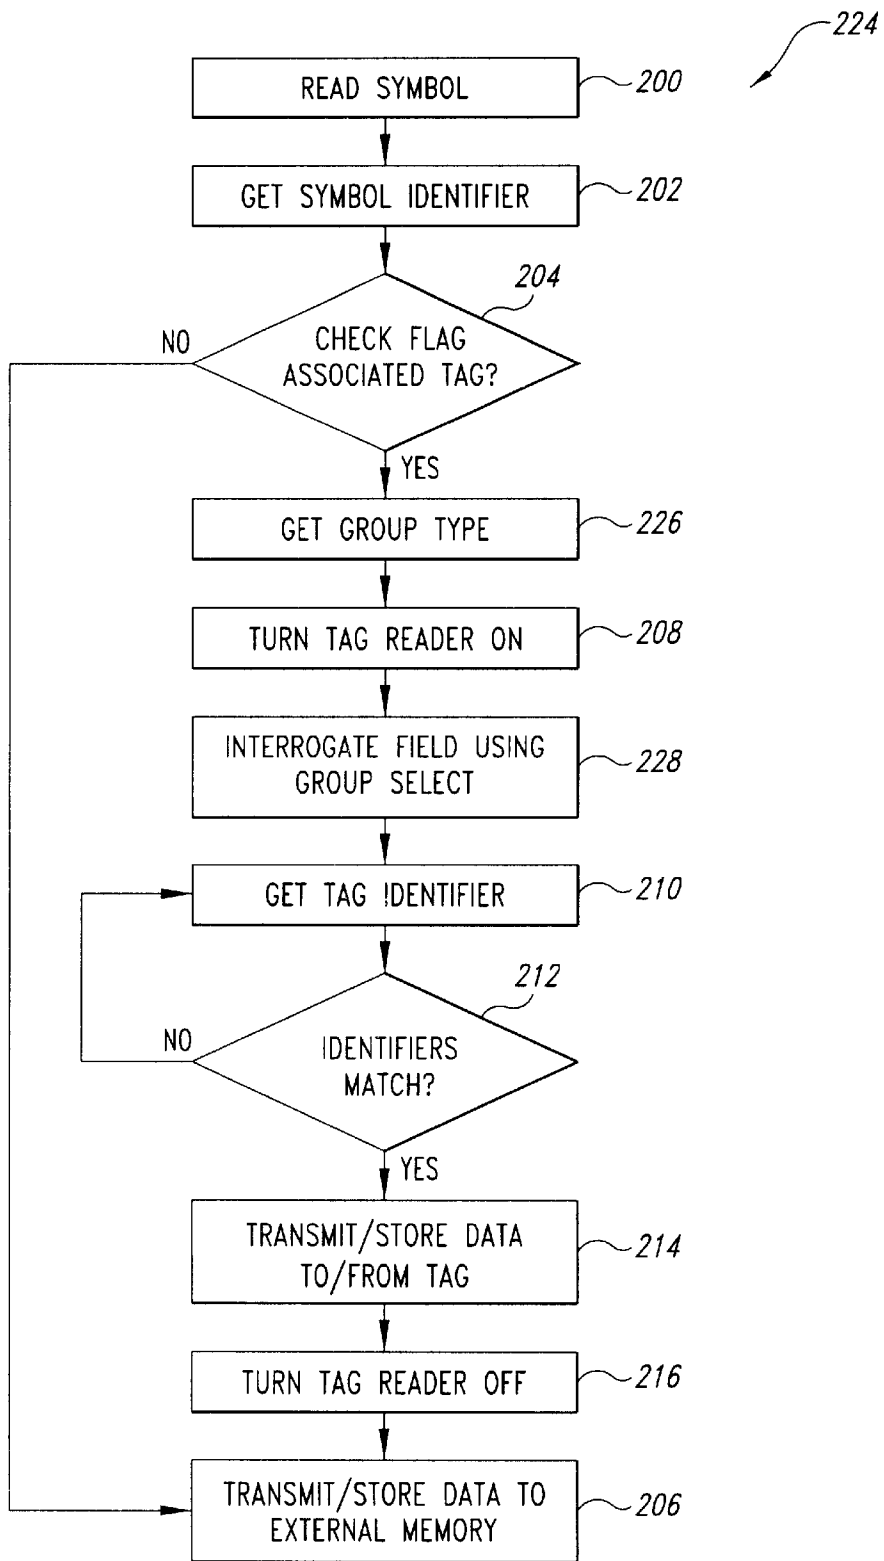 224
READ SYMBOL
200
GET SYMBOL IDENTIFIER
202
204
NO
CHECK FLAG
ASSOCIATED TAG?
YES
GET GROUP TYPE
226
TURN TAG READER ON
208
INTERROGATE FIELD USING
GROUP SELECT
228
GET TAG IDENTIFIER
210
212
NO
IDENTIFIERS
MATCH?
YES
TRANSMIT/STORE DATA
TO/FROM TAG
214
TURN TAG READER OFF
216
TRANSMIT/STORE DATA TO
EXTERNAL MEMORY
206